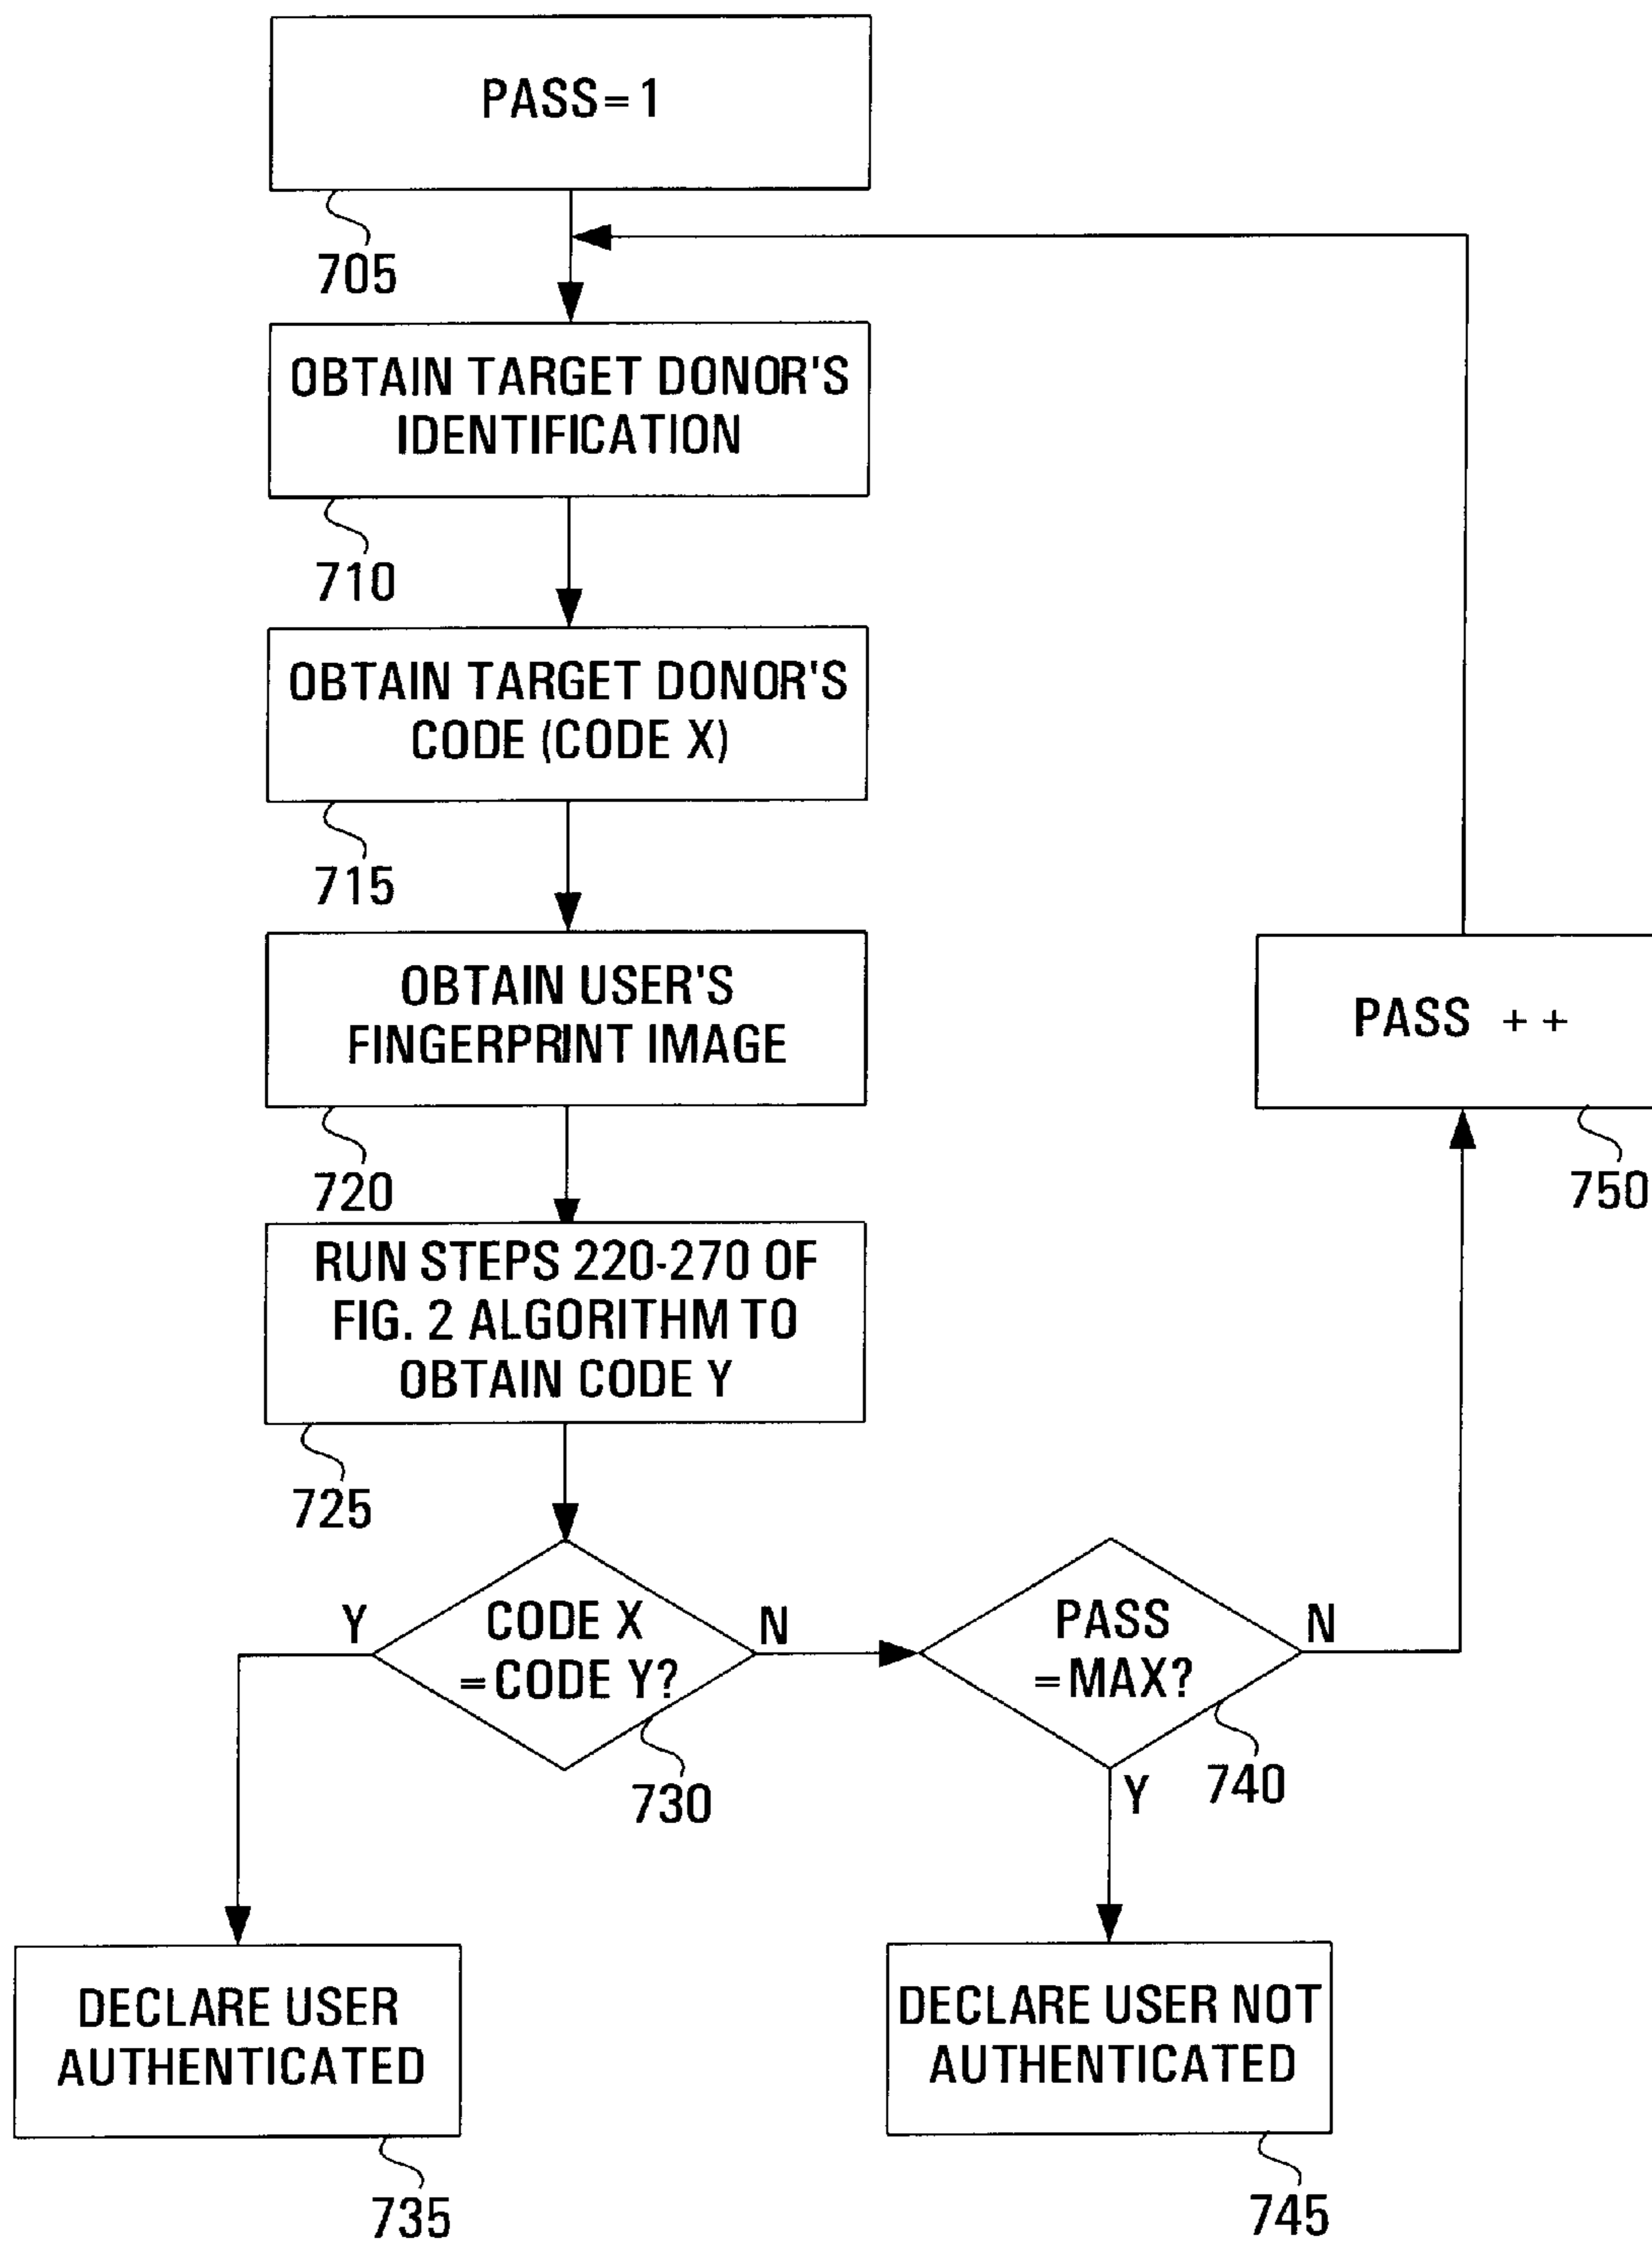 PASS=1
705
OBTAIN TARGET DONOR'S
IDENTIFICATION
710
OBTAIN TARGET DONOR'S
CODE (CODE X)
715
OBTAIN USER'S
FINGERPRINT IMAGE
720
PASS ++
750
RUN STEPS 220-270 OF
FIG. 2 ALGORITHM TO
OBTAIN CODE Y
725
Y
CODE X
=CODE Y?
N
730
PASS
=MAX?
N
740
Y
DECLARE USER
AUTHENTICATED
735
DECLARE USER NOT
AUTHENTICATED
745